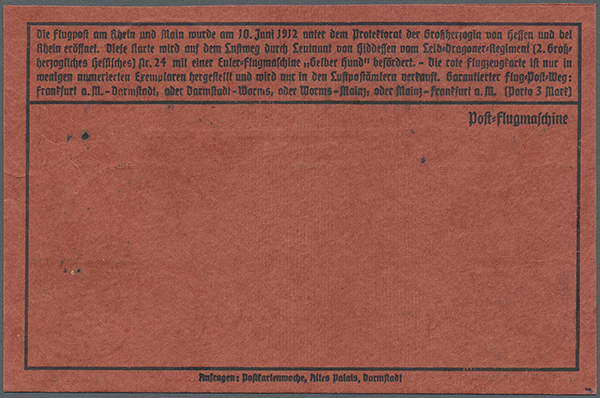 Die Flugpost am Rhein und Main wurde am 10. Juni 1912 unter dem Protektorat der Großherzogin von Hessen und bei
Rhein eröffnet. Diese Karte wird auf dem Luftweg durch Leutnant von Hiddessen vom Leib-Dragoner-Regiment (2. Groß-
herzogliches Hessisches) Nr. 24 mit einer Euler-Flugmaschine „Gelber Hund" befördert. – Die rote Flugzeugkarte ist nur in
wenigen numerierten Exemplaren hergestellt und wird nur in den Luftpostämtern verkauft. Garantierter Flug-Post-Weg:
Frankfurt a. M. – Darmstadt, oder Darmstadt – Worms, oder Worms – Mainz, oder Mainz – Frankfurt a. M. (Porto 3 Mark)
Post-Flugmaschine
Anfragen: Postkartenwoche, Altes Palais, Darmstadt